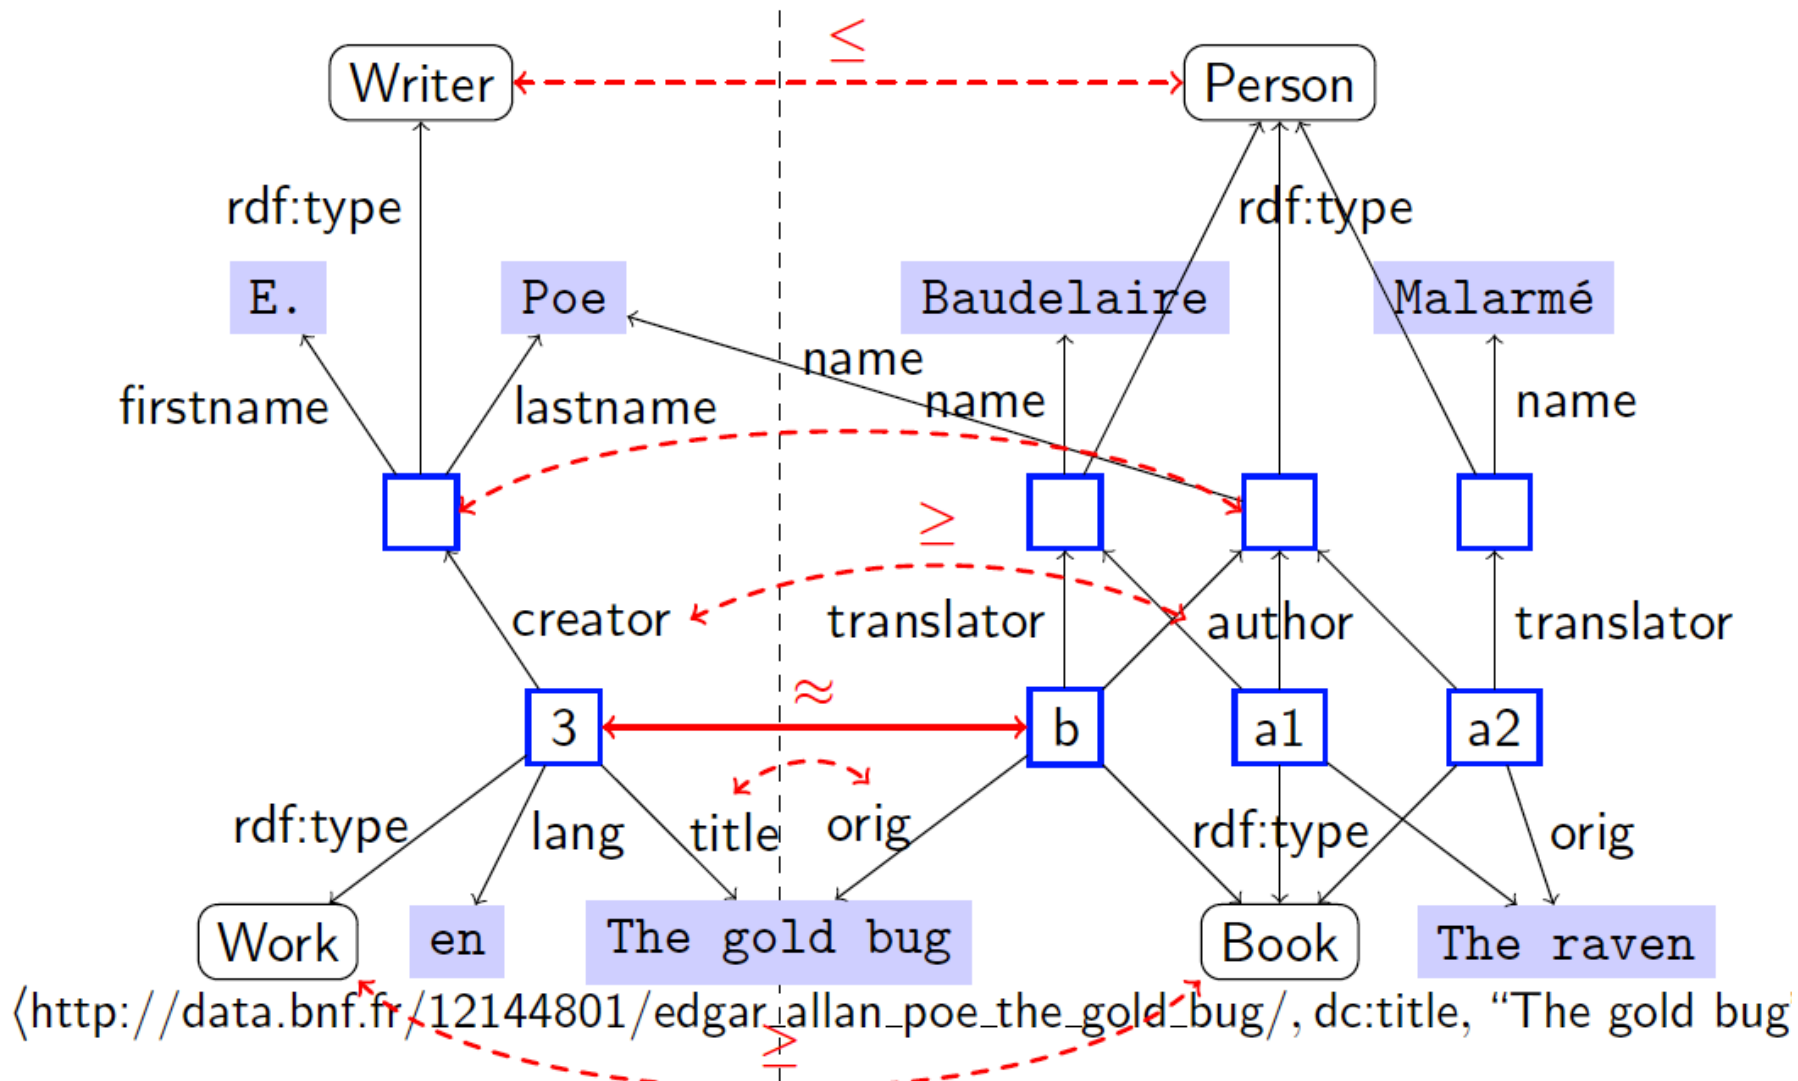 ≤
Writer Person
rdf:type rdf:type
E. Poe Baudelaire Malarmé
name
firstname lastname name name
≥
creator translator author translator
≈
3 b a1 a2
rdf:type lang title orig rdf:type orig
Work en The gold bug Book The raven
⟨http://data.bnf.fr/12144801/edgar_allan_poe_the_gold_bug/, dc:title, “The gold bug
≥